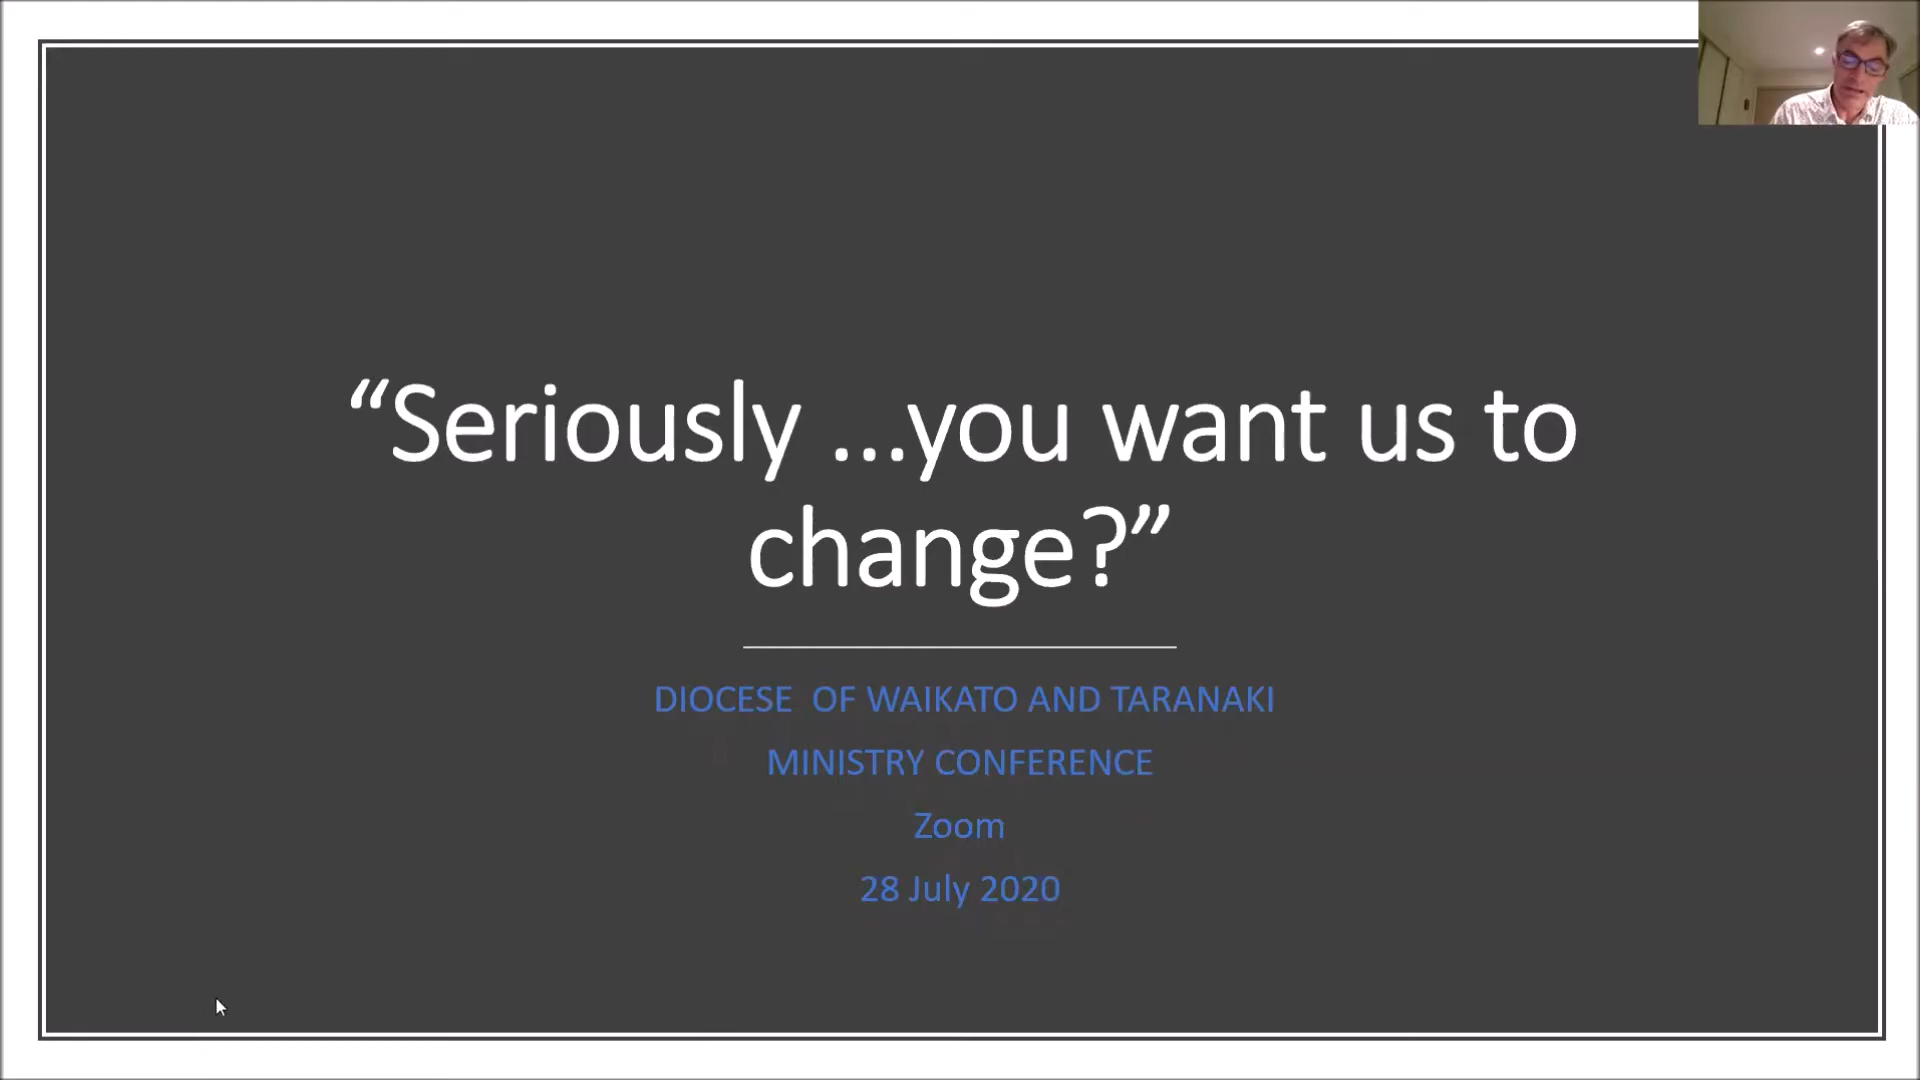 “Seriously ...you want us to
change?”
DIOCESE  OF WAIKATO AND TARANAKI
MINISTRY CONFERENCE
Zoom
28 July 2020